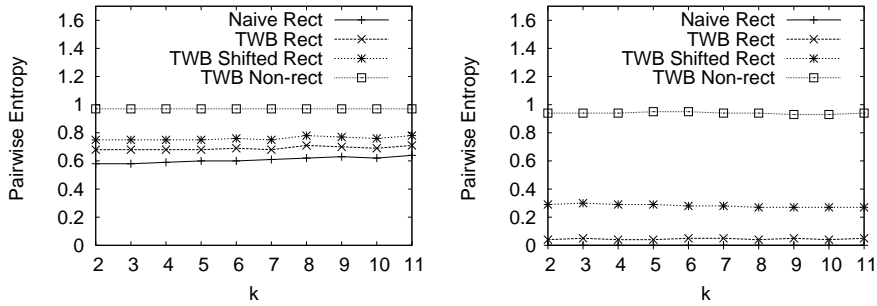 Pairwise Entropy
1.6
1.4
1.2
1
0.8
0.6
0.4
0.2
0
2 3 4 5 6 7 8 9 10 11
k
Naive Rect
TWB Rect
TWB Shifted Rect
TWB Non-rect
Pairwise Entropy
1.6
1.4
1.2
1
0.8
0.6
0.4
0.2
0
2 3 4 5 6 7 8 9 10 11
k
Naive Rect
TWB Rect
TWB Shifted Rect
TWB Non-rect